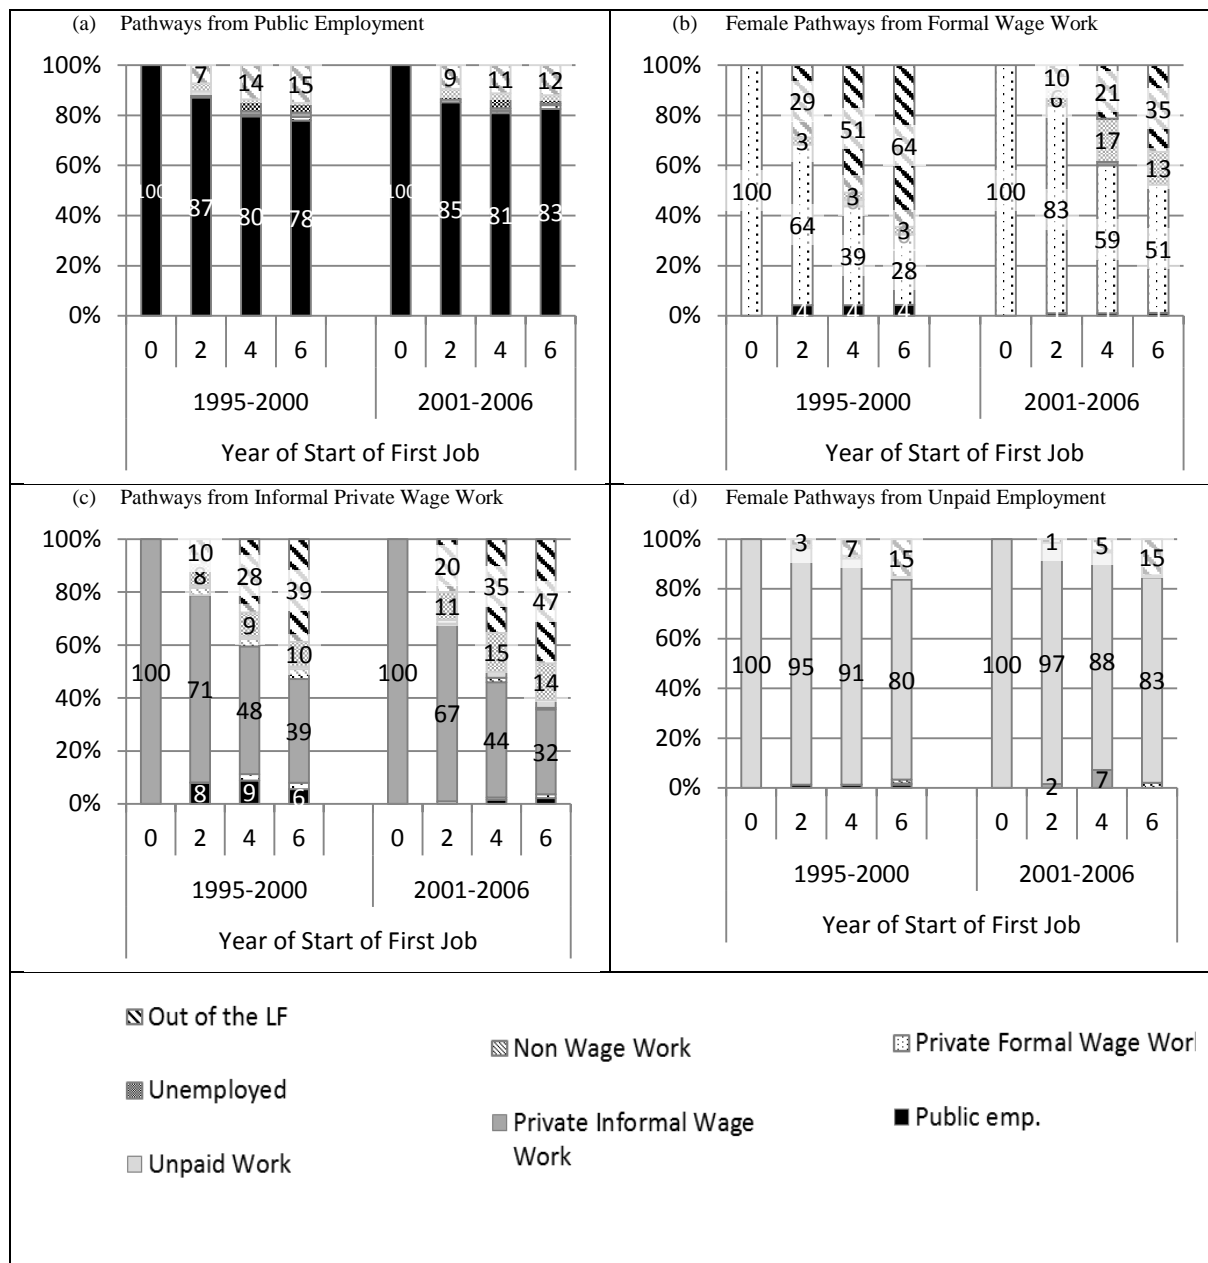 (a) Pathways from Public Employment
100%
80%
60%
40%
20%
0%
7 14 15 9 11 12
100 87 80 78 100 85 81 83
0 2 4 6 0 2 4 6
1995-2000 2001-2006
Year of Start of First Job
(b) Female Pathways from Formal Wage Work
100%
80%
60%
40%
20%
0%
29 51 64 10 21 35
3 3 3 6 17 13
100 64 39 28 100 83 59 51
4 4 4
0 2 4 6 0 2 4 6
1995-2000 2001-2006
Year of Start of First Job
(c) Pathways from Informal Private Wage Work
100%
80%
60%
40%
20%
0%
10 28 39 20 35 47
8 9 10 11 15 14
100 71 48 39 100 67 44 32
8 9 6
0 2 4 6 0 2 4 6
1995-2000 2001-2006
Year of Start of First Job
(d) Female Pathways from Unpaid Employment
100%
80%
60%
40%
20%
0%
3 7 15 1 5 15
100 95 91 80 100 97 88 83
2 7
0 2 4 6 0 2 4 6
1995-2000 2001-2006
Year of Start of First Job
Out of the LF
Unemployed
Unpaid Work
Non Wage Work
Private Informal Wage
Work
Private Formal Wage Wor
Public emp.